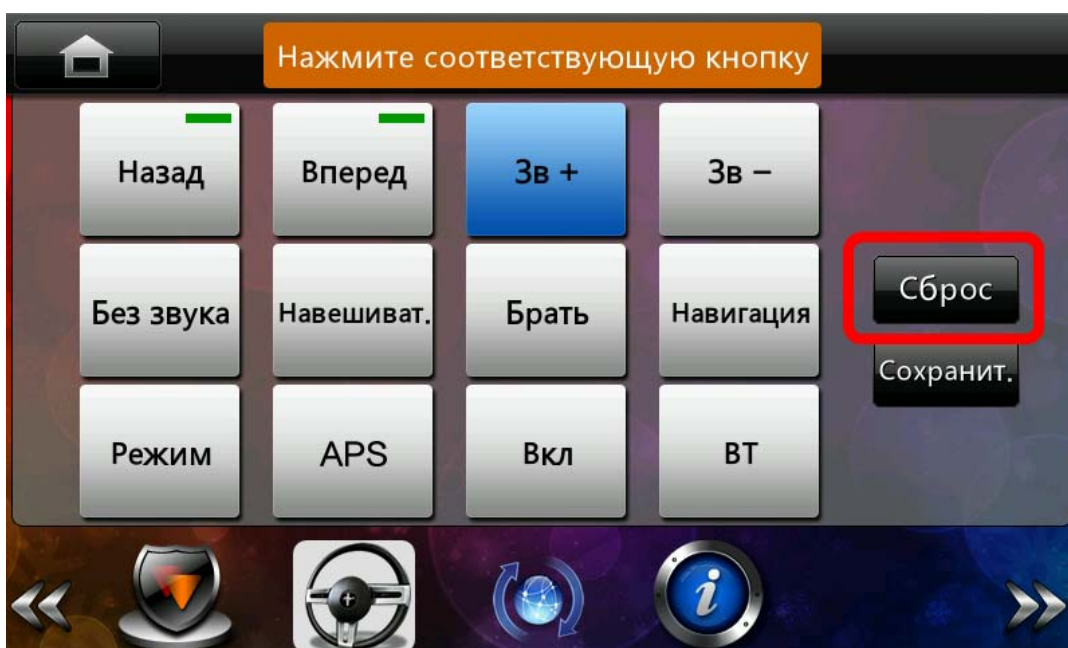 Нажмите соответствующую кнопку
Назад
Вперед
Зв +
Зв –
Без звука
Навешиват.
Брать
Навигация
Сброс
Сохранит.
Режим
APS
Вкл
BT
i